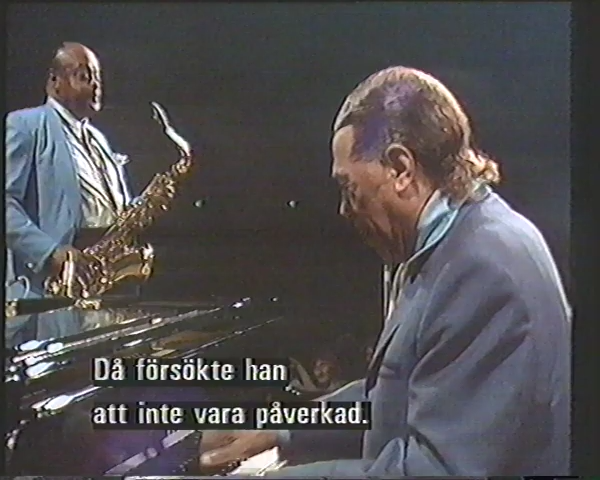 Då försökte han
att inte vara påverkad.